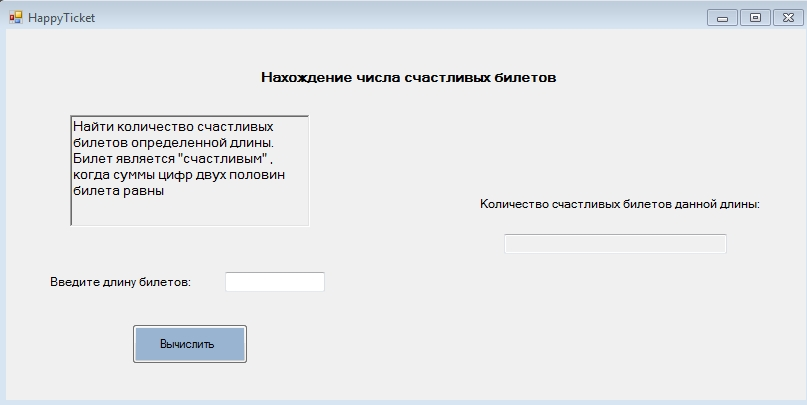 HappyTicket
Нахождение числа счастливых билетов
Найти количество счастливых
билетов определенной длины.
Билет является "счастливым" ,
когда суммы цифр двух половин
билета равны
Количество счастливых билетов данной длины:
Введите длину билетов:
Вычислить